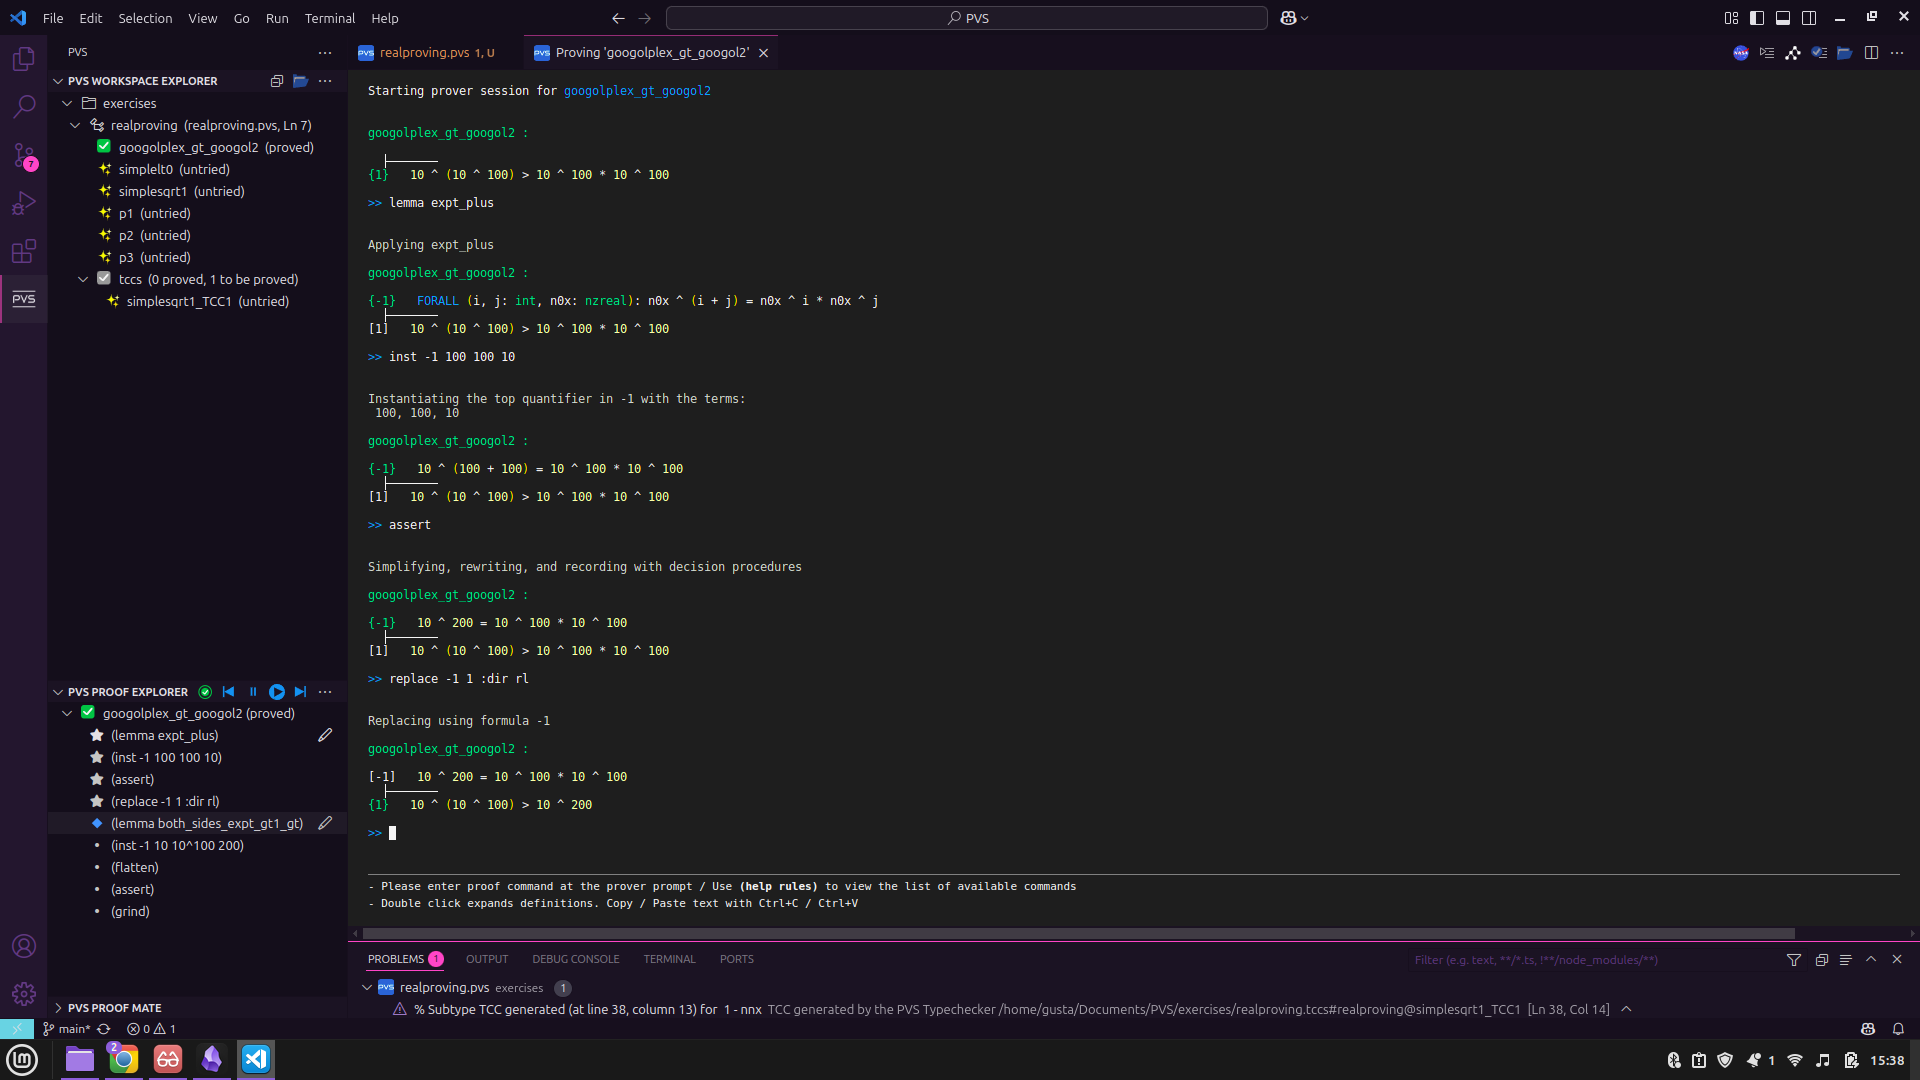 File Edit Selection View Go Run Terminal Help
PVS
PVS
realproving.pvs 1, U
Proving 'googolplex_gt_googol2'
PVS WORKSPACE EXPLORER
exercises
realproving (realproving.pvs, Ln 7)
googolplex_gt_googol2 (proved)
simplelt0 (untried)
simplesqrt1 (untried)
p1 (untried)
p2 (untried)
p3 (untried)
tccs (0 proved, 1 to be proved)
simplesqrt1_TCC1 (untried)
7
PVS
PVS PROOF EXPLORER
googolplex_gt_googol2 (proved)
(lemma expt_plus)
(inst -1 100 100 10)
(assert)
(replace -1 1 :dir rl)
(lemma both_sides_expt_gt1_gt)
(inst -1 10 10^100 200)
(flatten)
(assert)
(grind)
PVS PROOF MATE
Starting prover session for googolplex_gt_googol2
googolplex_gt_googol2 :
{1} 10 ^ (10 ^ 100) > 10 ^ 100 * 10 ^ 100
>> lemma expt_plus
Applying expt_plus
googolplex_gt_googol2 :
{-1} FORALL (i, j: int, n0x: nzreal): n0x ^ (i + j) = n0x ^ i * n0x ^ j
[1] 10 ^ (10 ^ 100) > 10 ^ 100 * 10 ^ 100
>> inst -1 100 100 10
Instantiating the top quantifier in -1 with the terms:
100, 100, 10
googolplex_gt_googol2 :
{-1} 10 ^ (100 + 100) = 10 ^ 100 * 10 ^ 100
[1] 10 ^ (10 ^ 100) > 10 ^ 100 * 10 ^ 100
>> assert
Simplifying, rewriting, and recording with decision procedures
googolplex_gt_googol2 :
{-1} 10 ^ 200 = 10 ^ 100 * 10 ^ 100
[1] 10 ^ (10 ^ 100) > 10 ^ 100 * 10 ^ 100
>> replace -1 1 :dir rl
Replacing using formula -1
googolplex_gt_googol2 :
[-1] 10 ^ 200 = 10 ^ 100 * 10 ^ 100
{1} 10 ^ (10 ^ 100) > 10 ^ 200
>>
- Please enter proof command at the prover prompt / Use (help rules) to view the list of available commands
- Double click expands definitions. Copy / Paste text with Ctrl+C / Ctrl+V
PROBLEMS 1 OUTPUT DEBUG CONSOLE TERMINAL PORTS
Filter (e.g. text, **/*.ts, !**/node_modules/**)
PVS realproving.pvs exercises 1
% Subtype TCC generated (at line 38, column 13) for 1 - nnx TCC generated by the PVS Typechecker /home/gusta/Documents/PVS/exercises/realproving.tccs#realproving@simplesqrt1_TCC1 [Ln 38, Col 14]
main* 0 1
2
1 15:38